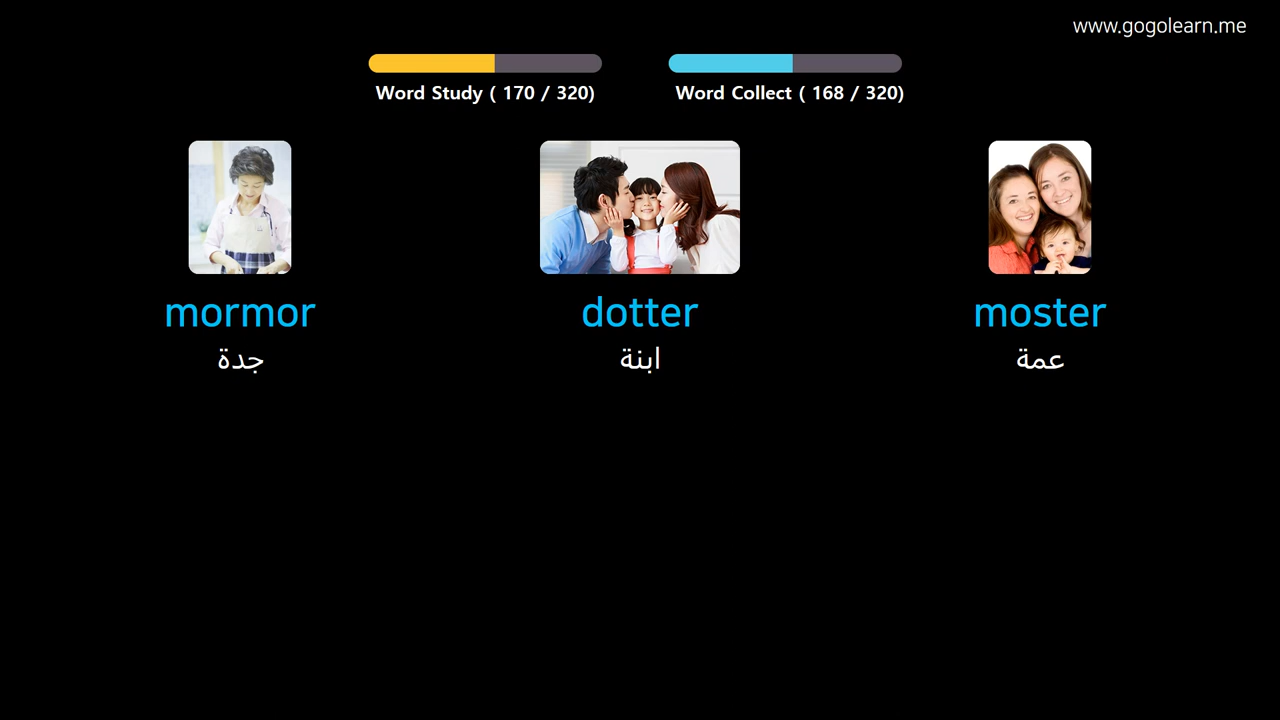 www.gogolearn.me
Word Study ( 170 / 320)
Word Collect ( 168 / 320)
mormor
dotter
moster
جدة
ابنة
عمة